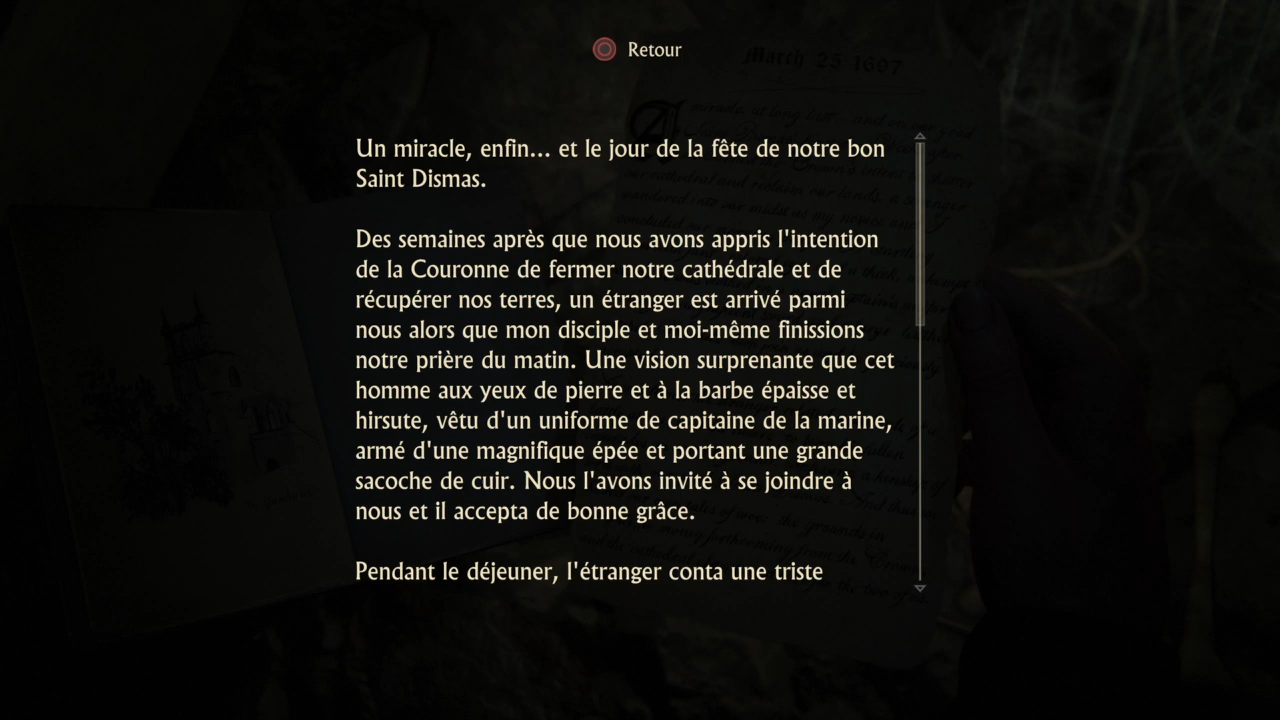 Retour
March 25 1697
Un miracle, enfin... et le jour de la fête de notre bon
Saint Dismas.
Des semaines après que nous avons appris l'intention
de la Couronne de fermer notre cathédrale et de
récupérer nos terres, un étranger est arrivé parmi
nous alors que mon disciple et moi-même finissions
notre prière du matin. Une vision surprenante que cet
homme aux yeux de pierre et à la barbe épaisse et
hirsute, vêtu d'un uniforme de capitaine de la marine,
armé d'une magnifique épée et portant une grande
sacoche de cuir. Nous l'avons invité à se joindre à
nous et il accepta de bonne grâce.
Pendant le déjeuner, l'étranger conta une triste